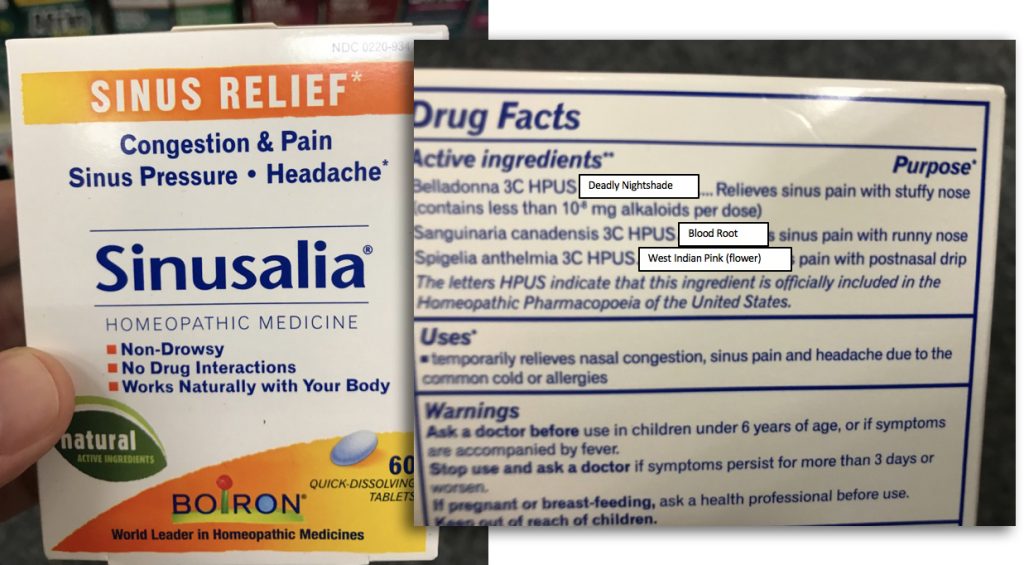 NDC 0220-934
SINUS RELIEF*
Congestion & Pain
Sinus Pressure • Headache*
Sinusalia®
HOMEOPATHIC MEDICINE
Non-Drowsy
No Drug Interactions
Works Naturally with Your Body
natural
ACTIVE INGREDIENTS
60
QUICK-DISSOLVING
TABLETS
BOIRON®
World Leader in Homeopathic Medicines
Drug Facts
Active ingredients** Purpose*
Belladonna 3C HPUS Deadly Nightshade .... Relieves sinus pain with stuffy nose
(contains less than 10⁻⁶ mg alkaloids per dose)
Sanguinaria canadensis 3C HPUS Blood Root s sinus pain with runny nose
Spigelia anthelmia 3C HPUS West Indian Pink (flower) s pain with postnasal drip
The letters HPUS indicate that this ingredient is officially included in the
Homeopathic Pharmacopoeia of the United States.
Uses*
▪ temporarily relieves nasal congestion, sinus pain and headache due to the
common cold or allergies
Warnings
Ask a doctor before use in children under 6 years of age, or if symptoms
are accompanied by fever.
Stop use and ask a doctor if symptoms persist for more than 3 days or
worsen.
If pregnant or breast-feeding, ask a health professional before use.
Keep out of reach of children.